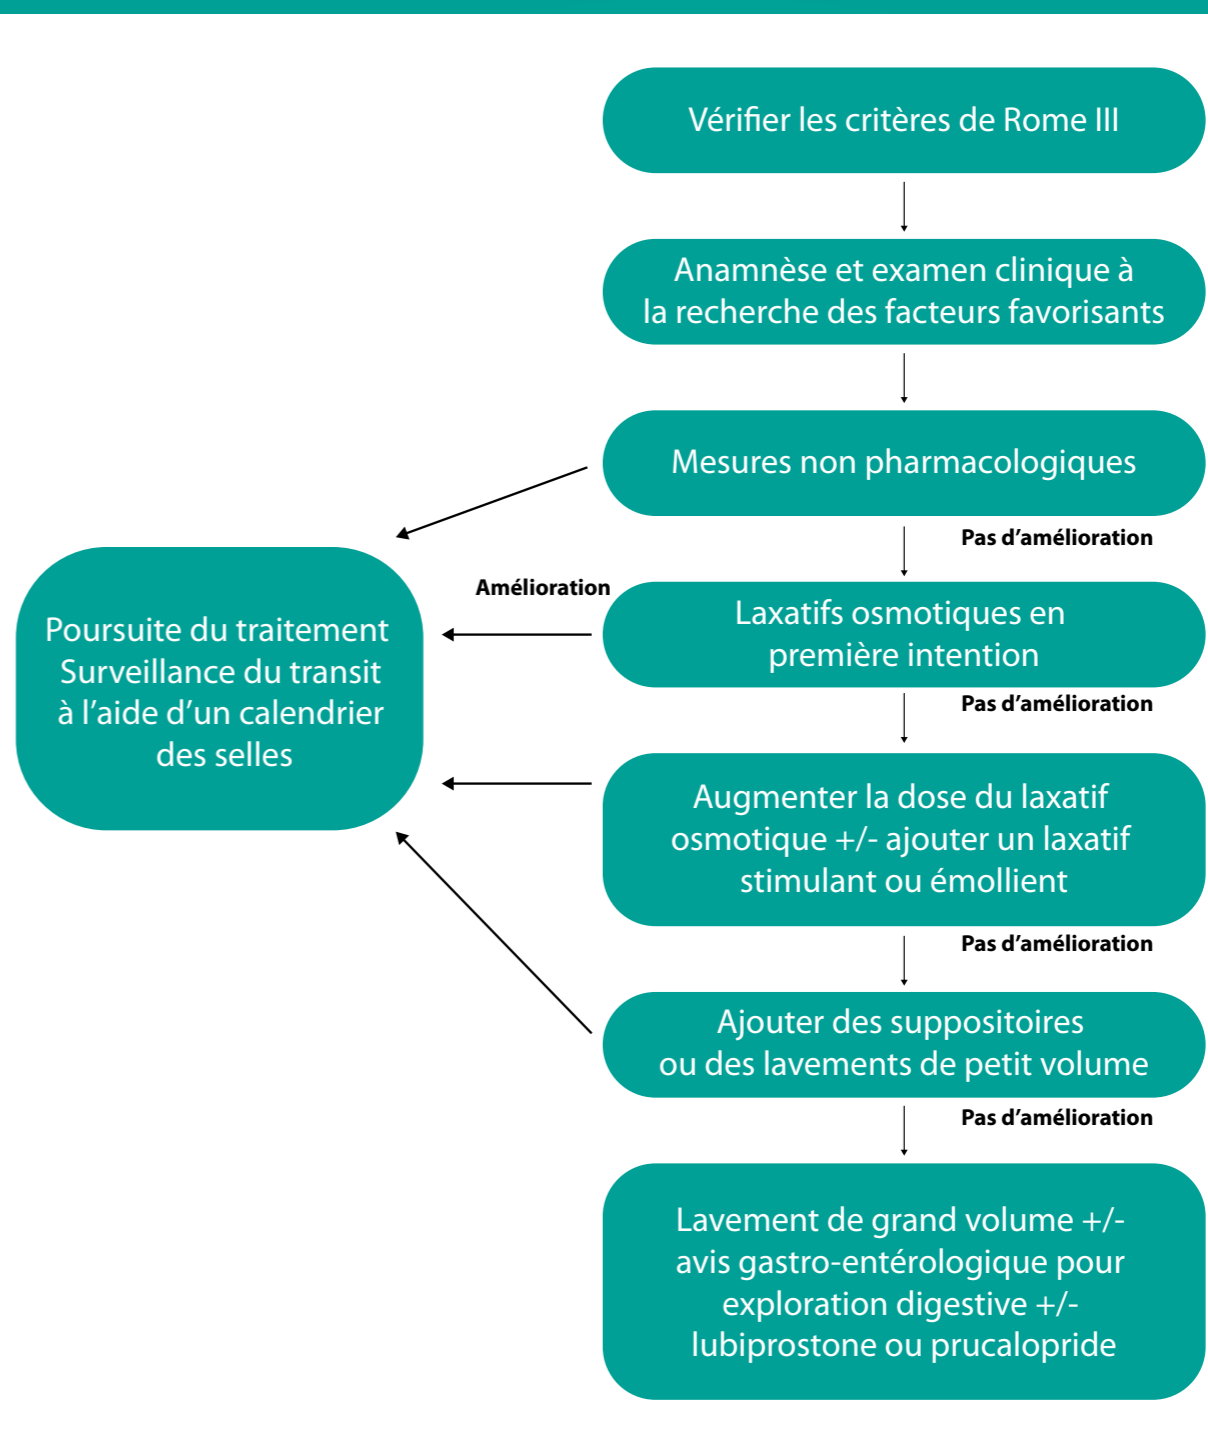 Vérifier les critères de Rome III
Anamnèse et examen clinique à
la recherche des facteurs favorisants
Mesures non pharmacologiques
Pas d’amélioration
Amélioration
Laxatifs osmotiques en
première intention
Poursuite du traitement
Surveillance du transit
à l’aide d’un calendrier
des selles
Pas d’amélioration
Augmenter la dose du laxatif
osmotique +/- ajouter un laxatif
stimulant ou émollient
Pas d’amélioration
Ajouter des suppositoires
ou des lavements de petit volume
Pas d’amélioration
Lavement de grand volume +/-
avis gastro-entérologique pour
exploration digestive +/-
lubiprostone ou prucalopride